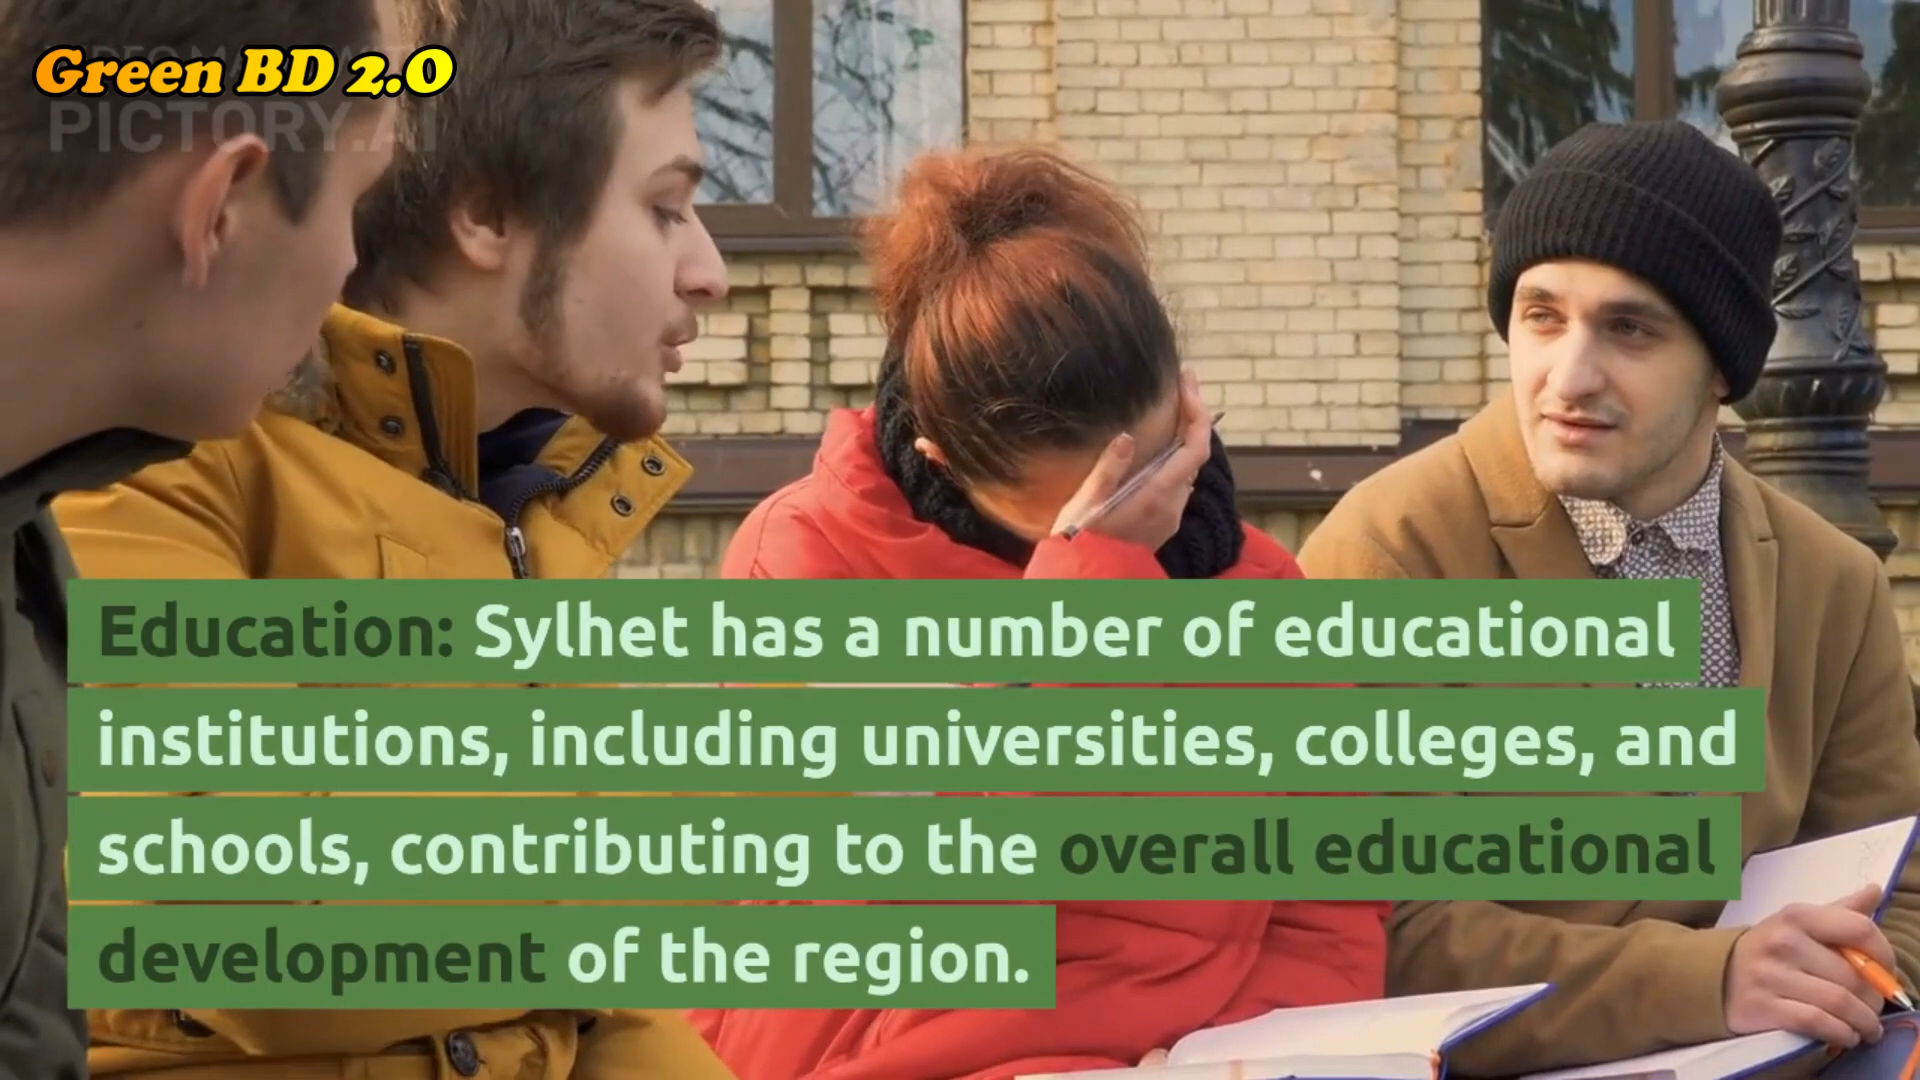 Green BD 2.0
PICTORY.AI
Education: Sylhet has a number of educational
institutions, including universities, colleges, and
schools, contributing to the overall educational
development of the region.